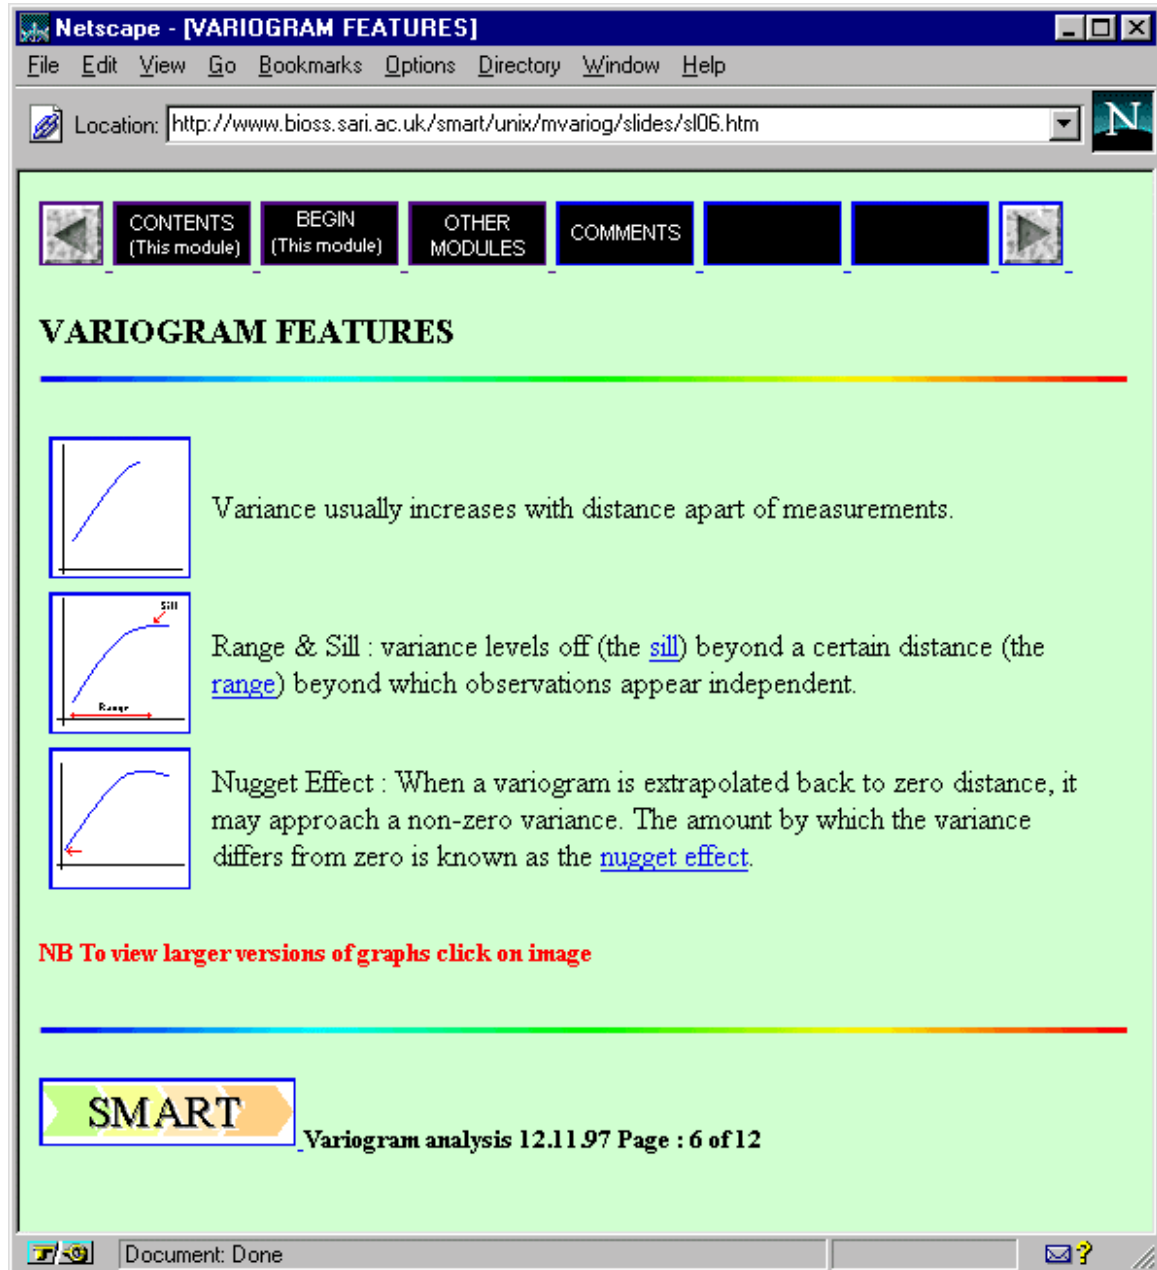 Netscape - [VARIOGRAM FEATURES]
File Edit View Go Bookmarks Options Directory Window Help
Location: http://www.bioss.sari.ac.uk/smart/unix/mvariog/slides/sl06.htm
N
CONTENTS
(This module)
BEGIN
(This module)
OTHER
MODULES
COMMENTS
VARIOGRAM FEATURES
Variance usually increases with distance apart of measurements.
Sill
Range
Range & Sill : variance levels off (the sill) beyond a certain distance (the
range) beyond which observations appear independent.
Nugget Effect : When a variogram is extrapolated back to zero distance, it
may approach a non-zero variance. The amount by which the variance
differs from zero is known as the nugget effect.
NB To view larger versions of graphs click on image
SMART
Variogram analysis 12.11.97 Page : 6 of 12
Document: Done